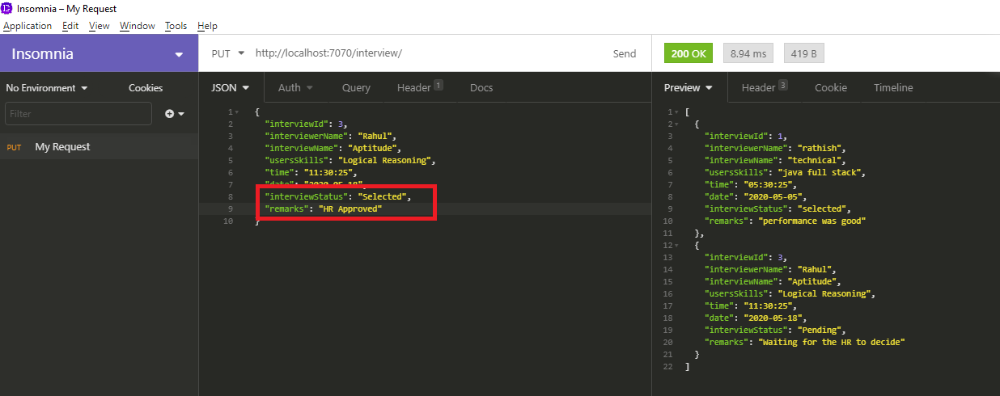 Insomnia – My Request
Application Edit View Window Tools Help
Insomnia
PUT http://localhost:7070/interview/ Send
200 OK 8.94 ms 419 B
No Environment Cookies
JSON Auth Query Header 1 Docs
Preview Header 3 Cookie Timeline
Filter
PUT My Request
1 {
2 "interviewId": 3,
3 "interviewerName": "Rahul",
4 "interviewName": "Aptitude",
5 "usersSkills": "Logical Reasoning",
6 "time": "11:30:25",
7 "date": "2020-05-18",
8 "interviewStatus": "Selected",
9 "remarks": "HR Approved"
10 }
1 [
2 {
3 "interviewId": 1,
4 "interviewerName": "rathish",
5 "interviewName": "technical",
6 "usersSkills": "java full stack",
7 "time": "05:30:25",
8 "date": "2020-05-05",
9 "interviewStatus": "selected",
10 "remarks": "performance was good"
11 },
12 {
13 "interviewId": 3,
14 "interviewerName": "Rahul",
15 "interviewName": "Aptitude",
16 "usersSkills": "Logical Reasoning",
17 "time": "11:30:25",
18 "date": "2020-05-18",
19 "interviewStatus": "Pending",
20 "remarks": "Waiting for the HR to decide"
21 }
22 ]